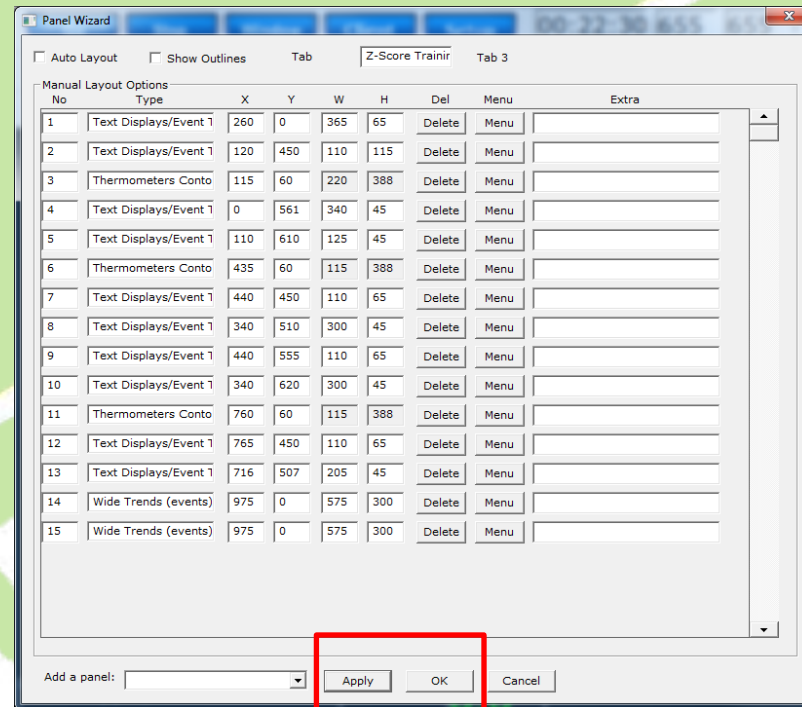 Panel Wizard
00:22:30 655 655
Auto Layout Show Outlines Tab Z-Score Trainir Tab 3
Manual Layout Options
No Type X Y W H Del Menu Extra
1 Text Displays/Event T 260 0 365 65 Delete Menu
2 Text Displays/Event T 120 450 110 115 Delete Menu
3 Thermometers Conto 115 60 220 388 Delete Menu
4 Text Displays/Event T 0 561 340 45 Delete Menu
5 Text Displays/Event T 110 610 125 45 Delete Menu
6 Thermometers Conto 435 60 115 388 Delete Menu
7 Text Displays/Event T 440 450 110 65 Delete Menu
8 Text Displays/Event T 340 510 300 45 Delete Menu
9 Text Displays/Event T 440 555 110 65 Delete Menu
10 Text Displays/Event T 340 620 300 45 Delete Menu
11 Thermometers Conto 760 60 115 388 Delete Menu
12 Text Displays/Event T 765 450 110 65 Delete Menu
13 Text Displays/Event T 716 507 205 45 Delete Menu
14 Wide Trends (events) 975 0 575 300 Delete Menu
15 Wide Trends (events) 975 0 575 300 Delete Menu
Add a panel: Apply OK Cancel